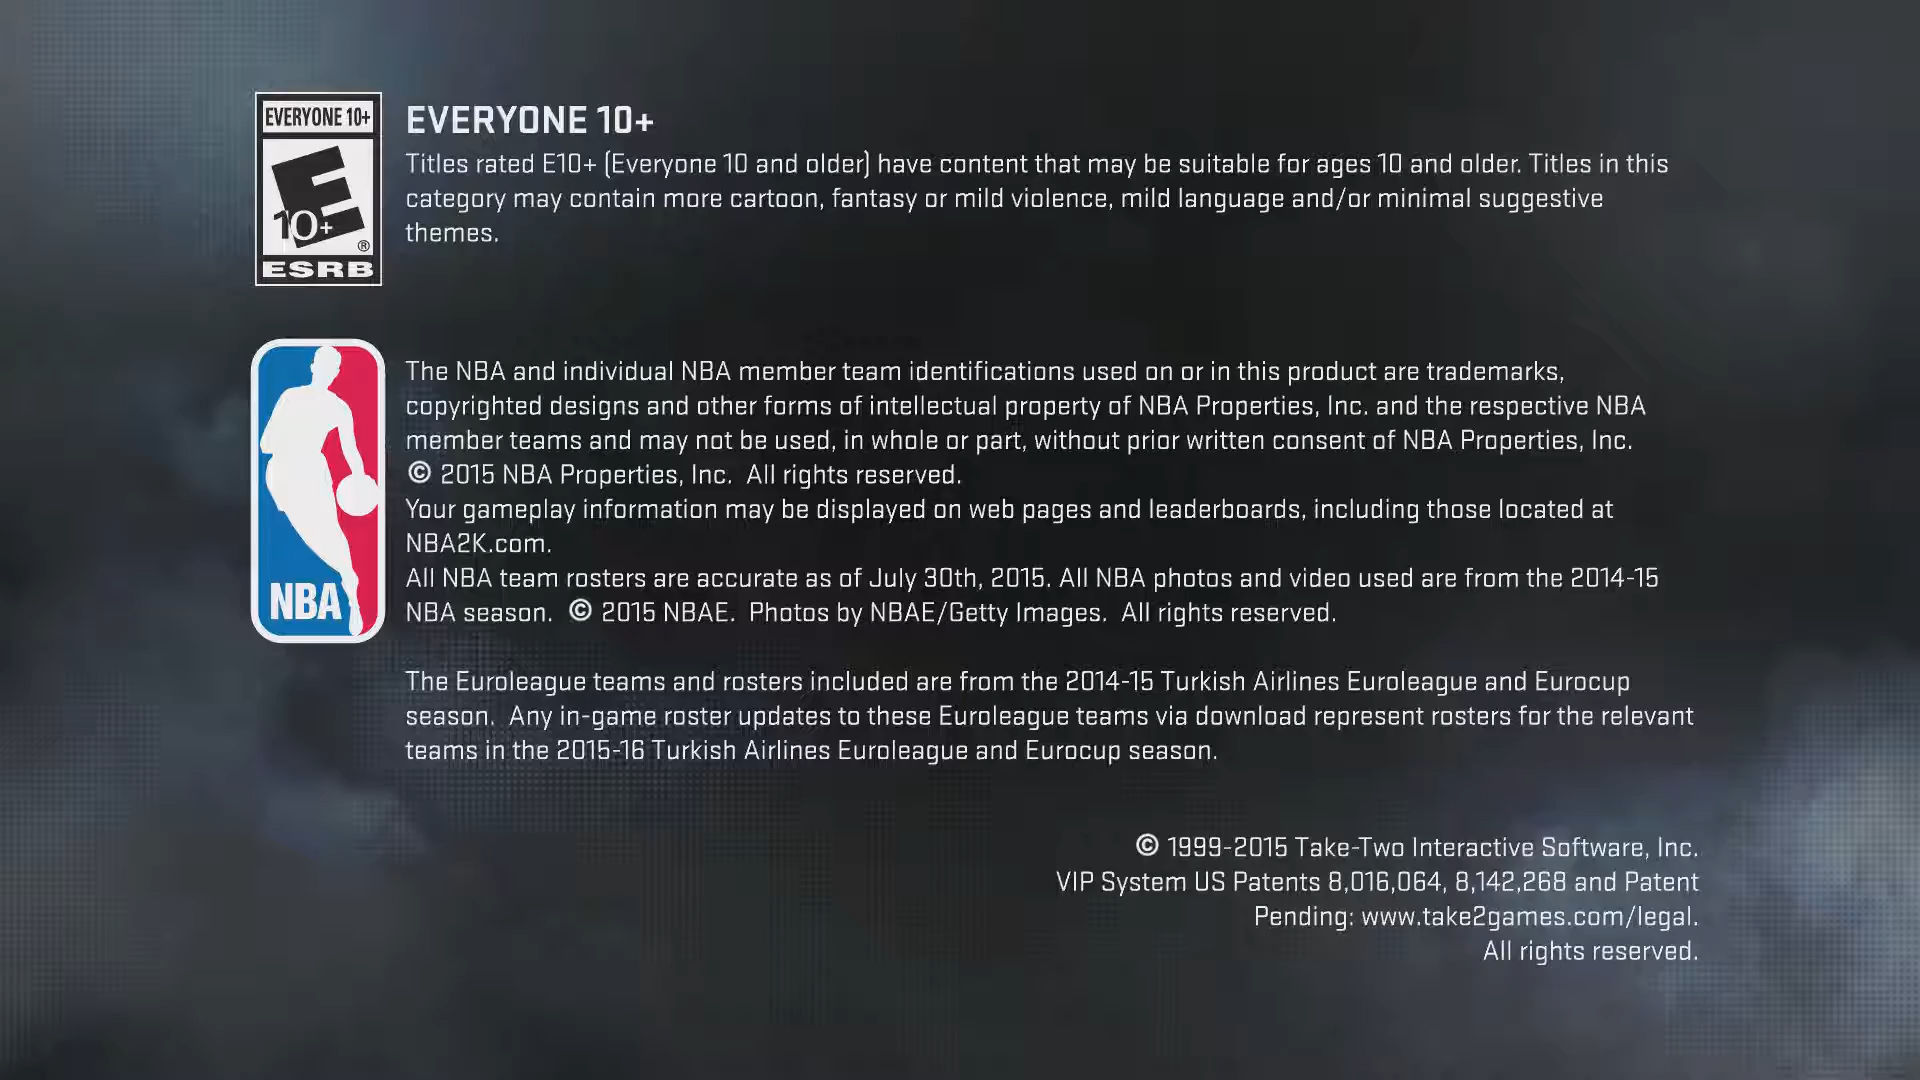 EVERYONE 10+
10+
®
ESRB
EVERYONE 10+
Titles rated E10+ (Everyone 10 and older) have content that may be suitable for ages 10 and older. Titles in this
category may contain more cartoon, fantasy or mild violence, mild language and/or minimal suggestive
themes.
NBA
The NBA and individual NBA member team identifications used on or in this product are trademarks,
copyrighted designs and other forms of intellectual property of NBA Properties, Inc. and the respective NBA
member teams and may not be used, in whole or part, without prior written consent of NBA Properties, Inc.
© 2015 NBA Properties, Inc.  All rights reserved.
Your gameplay information may be displayed on web pages and leaderboards, including those located at
NBA2K.com.
All NBA team rosters are accurate as of July 30th, 2015. All NBA photos and video used are from the 2014-15
NBA season.  © 2015 NBAE.  Photos by NBAE/Getty Images.  All rights reserved.
The Euroleague teams and rosters included are from the 2014-15 Turkish Airlines Euroleague and Eurocup
season.  Any in-game roster updates to these Euroleague teams via download represent rosters for the relevant
teams in the 2015-16 Turkish Airlines Euroleague and Eurocup season.
© 1999-2015 Take-Two Interactive Software, Inc.
VIP System US Patents 8,016,064, 8,142,268 and Patent
Pending: www.take2games.com/legal.
All rights reserved.